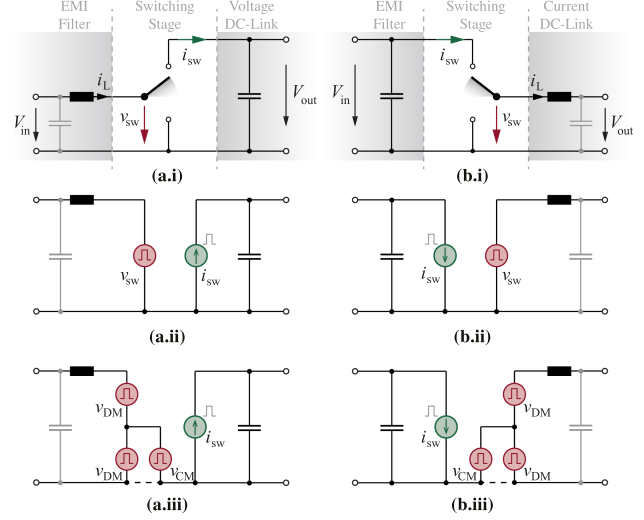 EMI Filter
Switching Stage
Voltage DC-Link
i_sw
i_L
V_in
v_sw
V_out
(a.i)
EMI Filter
Switching Stage
Current DC-Link
i_sw
V_in
i_L
v_sw
V_out
(b.i)
v_sw
i_sw
(a.ii)
i_sw
v_sw
(b.ii)
v_DM
i_sw
v_DM
v_CM
(a.iii)
v_DM
i_sw
v_CM
v_DM
(b.iii)